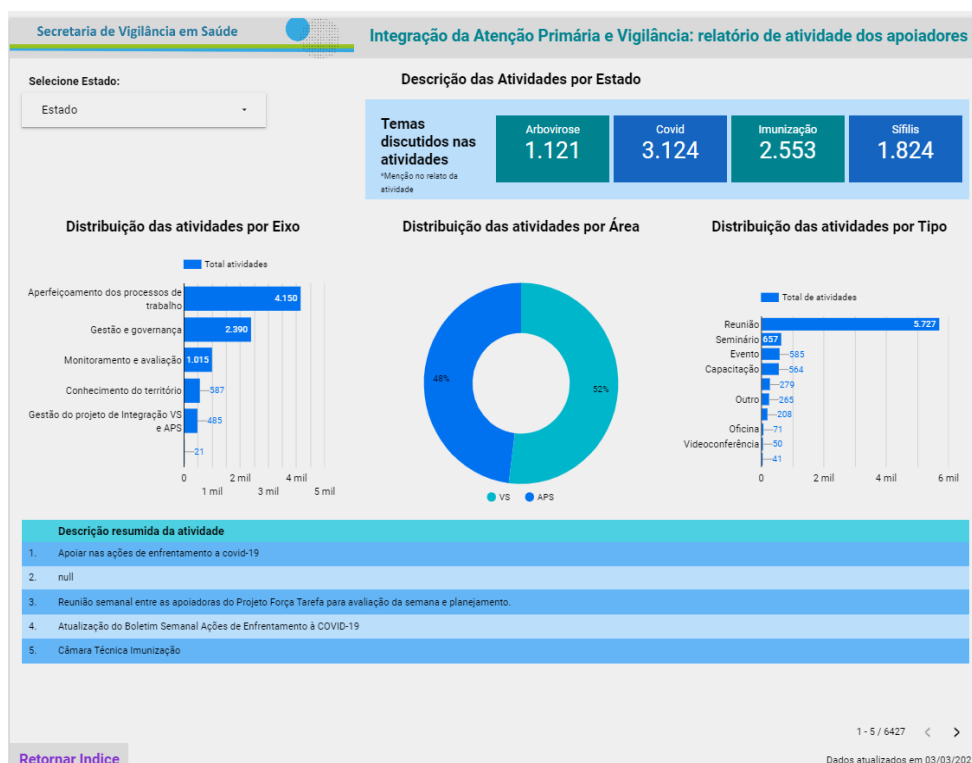 Secretaria de Vigilância em Saúde
Integração da Atenção Primária e Vigilância: relatório de atividade dos apoiadores
Selecione Estado:
Estado
Descrição das Atividades por Estado
Temas
discutidos nas
atividades
*Menção no relato da
atividade
Arbovirose
1.121
Covid
3.124
Imunização
2.553
Sífilis
1.824
Distribuição das atividades por Eixo
Total atividades
Aperfeiçoamento dos processos de
trabalho
4.150
Gestão e governança
2.390
Monitoramento e avaliação
1.015
Conhecimento do território
587
Gestão do projeto de Integração VS
e APS
485
21
0 2 mil 4 mil
1 mil 3 mil 5 mil
Distribuição das atividades por Área
48%
52%
VS APS
Distribuição das atividades por Tipo
Total de atividades
Reunião 5.727
Seminário 657
Evento 585
Capacitação 564
279
Outro 265
208
Oficina 71
Videoconferência 50
41
0 2 mil 4 mil 6 mil
Descrição resumida da atividade
1. Apoiar nas ações de enfrentamento a covid-19
2. null
3. Reunião semanal entre as apoiadoras do Projeto Força Tarefa para avaliação da semana e planejamento.
4. Atualização do Boletim Semanal Ações de Enfrentamento à COVID-19
5. Câmara Técnica Imunização
1 - 5 / 6427
Retornar Indice
Dados atualizados em 03/03/202